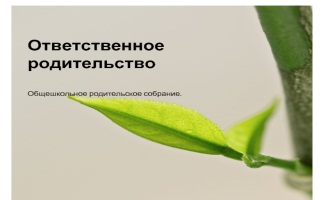 Ответственное
родительство
Общешкольное родительское собрание.